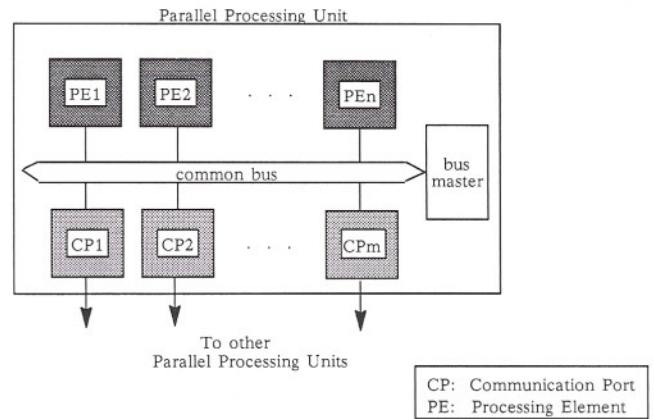 Parallel Processing Unit
PE1 PE2 . . . PEn
common bus
bus
master
CP1 CP2 . . . CPm
To other
Parallel Processing Units
CP: Communication Port
PE: Processing Element